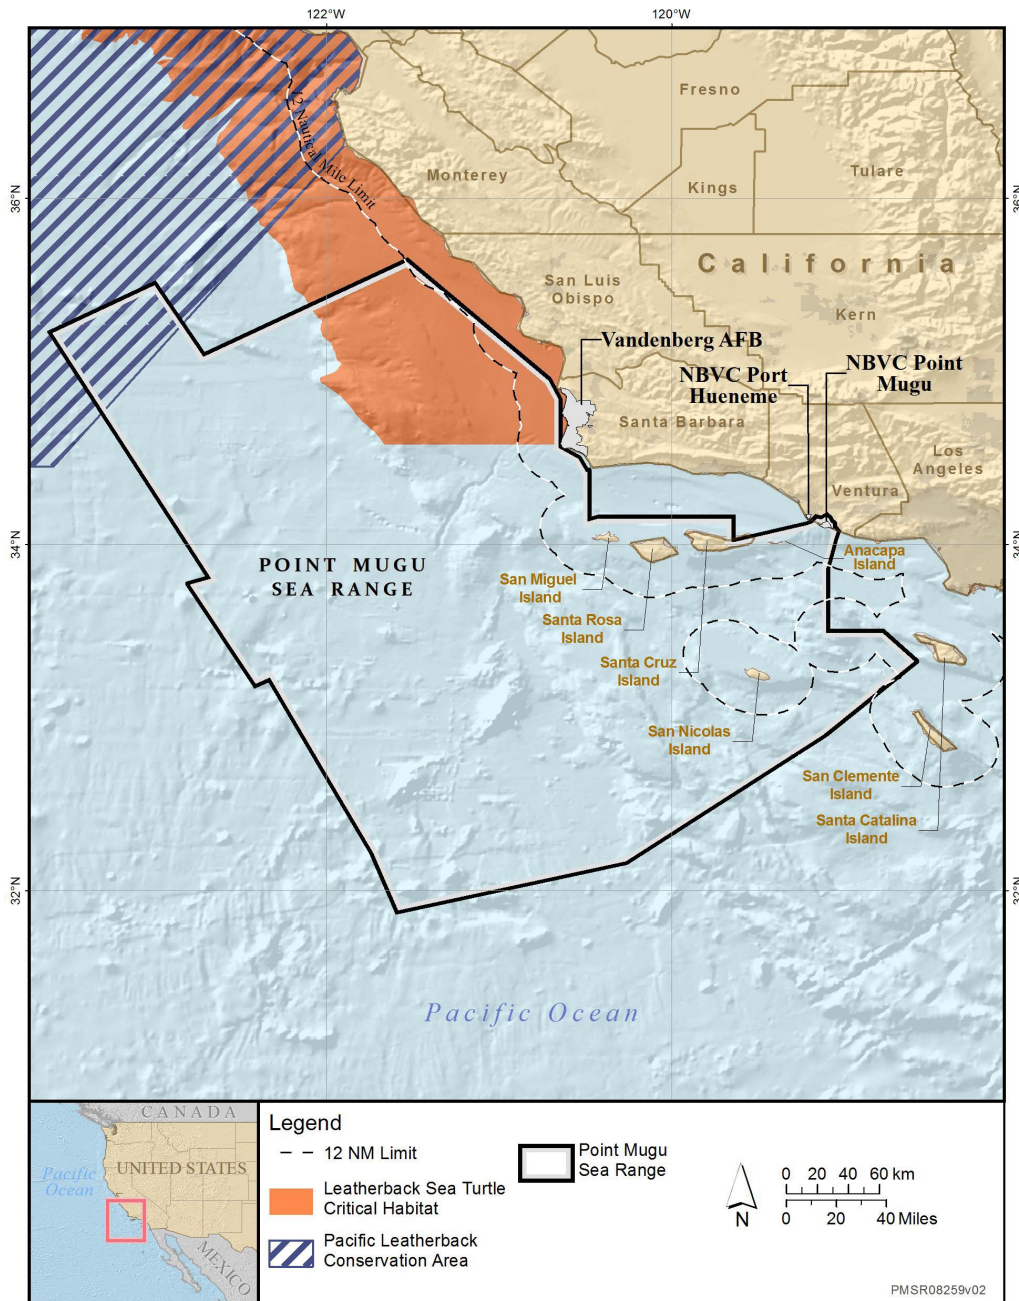 122°W
120°W
36°N
36°N
34°N
34°N
32°N
32°N
12 Nautical Mile Limit
Fresno
Monterey
Kings
Tulare
California
San Luis
Obispo
Kern
Vandenberg AFB
NBVC Port
Hueneme
NBVC Point
Mugu
Santa Barbara
Los
Angeles
Ventura
POINT MUGU
SEA RANGE
San Miguel
Island
Santa Rosa
Island
Santa Cruz
Island
Anacapa
Island
San Nicolas
Island
San Clemente
Island
Santa Catalina
Island
Pacific Ocean
CANADA
UNITED STATES
Pacific
Ocean
MEXICO
Legend
12 NM Limit
Leatherback Sea Turtle
Critical Habitat
Pacific Leatherback
Conservation Area
Point Mugu
Sea Range
N
0 20 40 60 km
0 20 40 Miles
PMSR08259v02